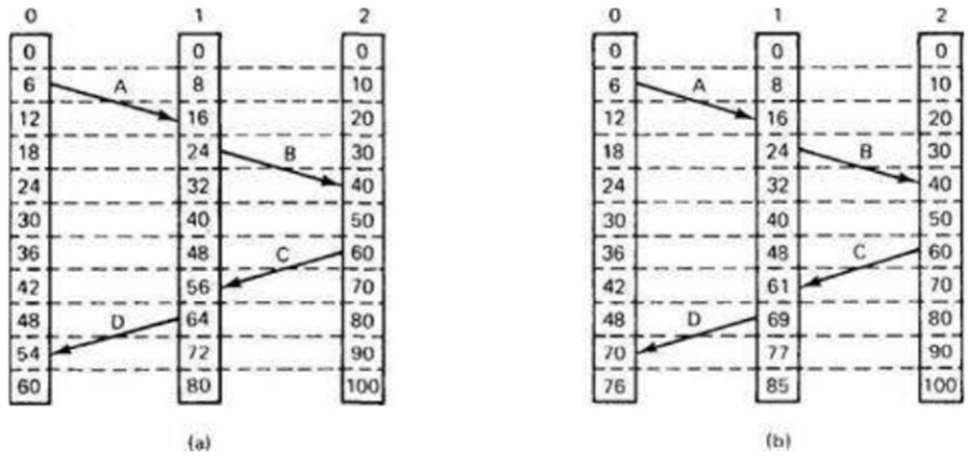 0 1 2 0 1 2
0 0 0 0 0 0
6 A 8 10 6 A 8 10
12 16 20 12 16 20
18 24 B 30 18 24 B 30
24 32 40 24 32 40
30 40 50 30 40 50
36 48 C 60 36 48 C 60
42 56 70 42 61 70
48 D 64 80 48 D 69 80
54 72 90 70 77 90
60 80 100 76 85 100
(a) (b)